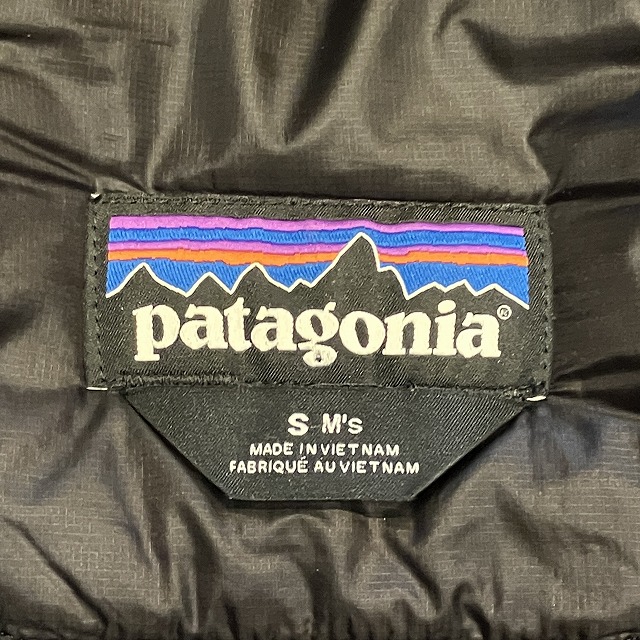 patagonia®
S M's
MADE IN VIETNAM
FABRIQUÉ AU VIETNAM